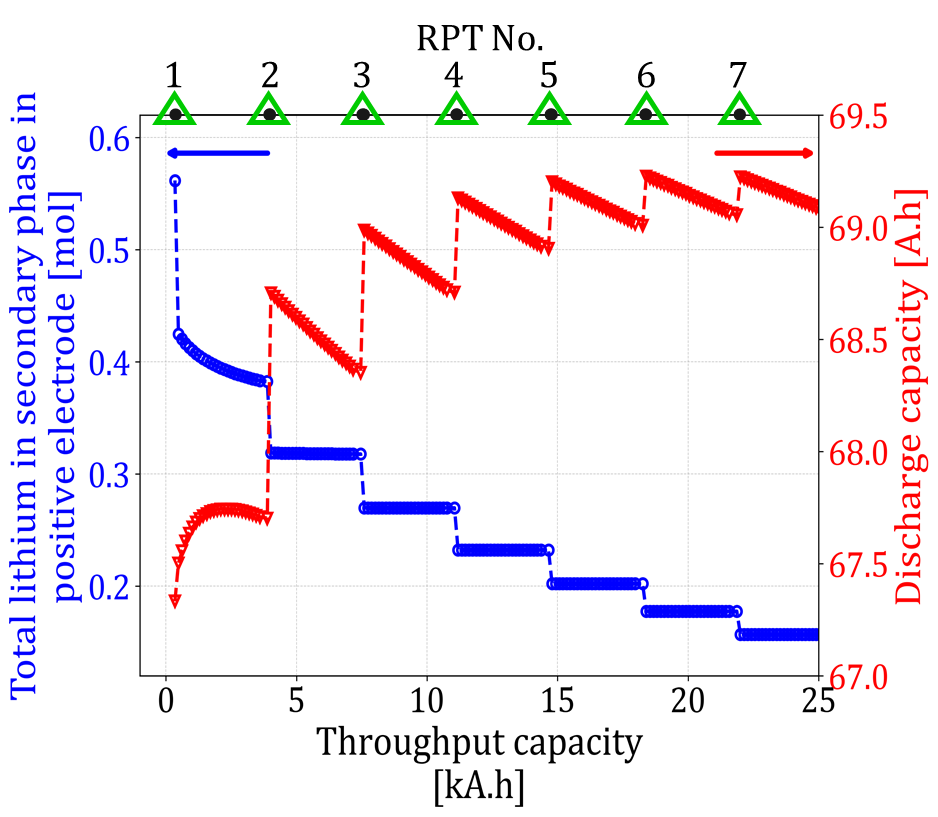 RPT No.
1 2 3 4 5 6 7
Total lithium in secondary phase in
positive electrode [mol]
0.6
0.5
0.4
0.3
0.2
69.5
69.0
68.5
68.0
67.5
67.0
Discharge capacity [A.h]
0 5 10 15 20 25
Throughput capacity
[kA.h]